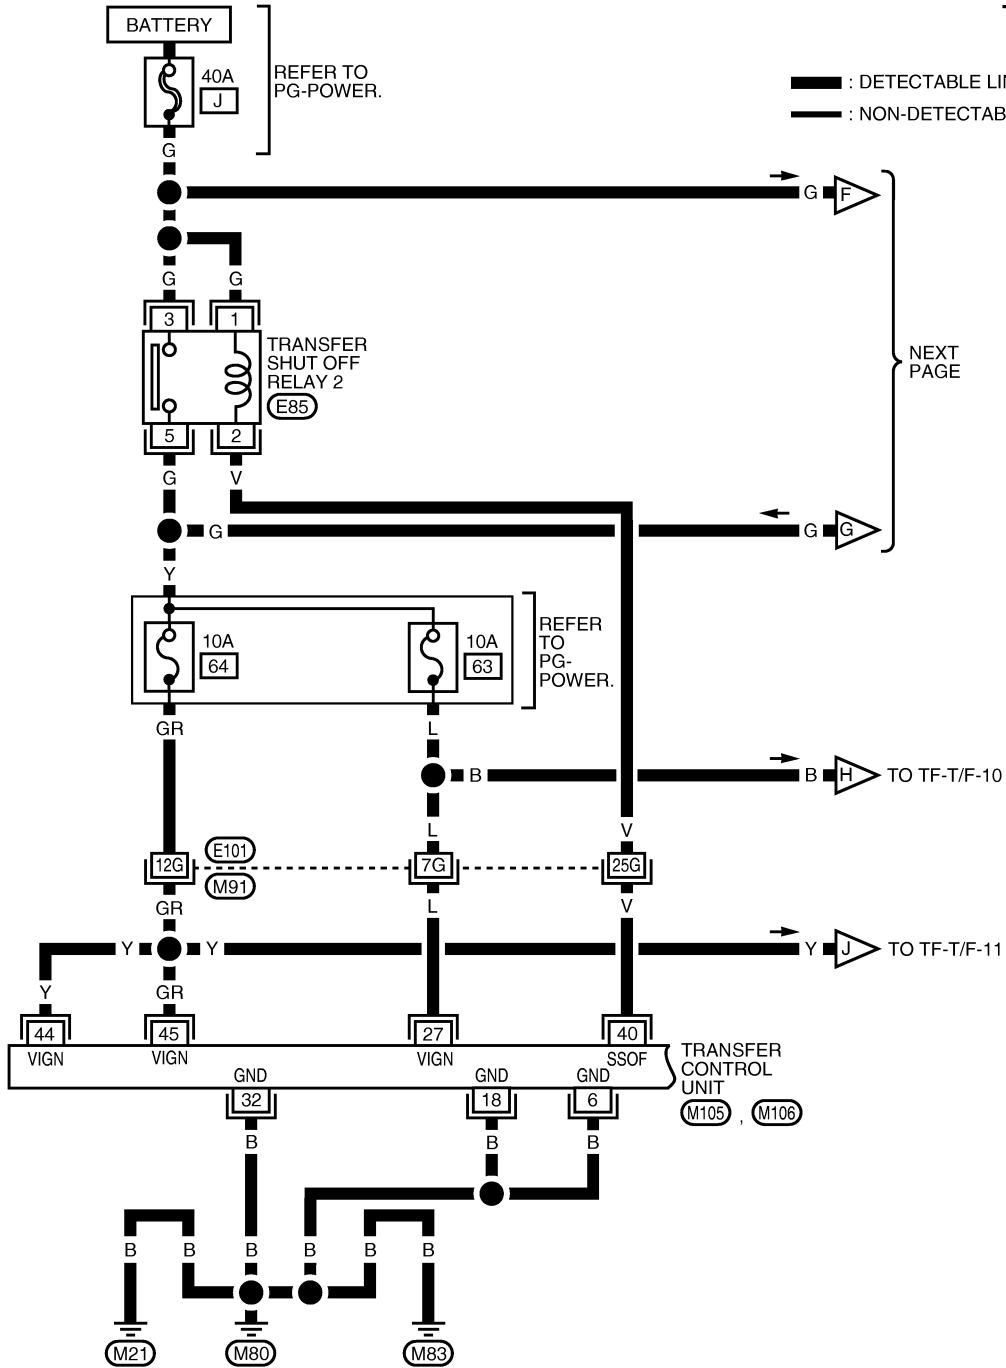 BATTERY
40A
J
REFER TO
PG-POWER.
: DETECTABLE LI
: NON-DETECTAB
G
G
F
G
G
3
1
TRANSFER
SHUT OFF
RELAY 2
E85
NEXT
PAGE
5
2
G
V
G
G
G
Y
10A
64
10A
63
REFER
TO
PG-
POWER.
GR
L
B
B
H
TO TF-T/F-10
L
V
12G
E101
M91
7G
25G
GR
L
V
Y
Y
Y
J
TO TF-T/F-11
Y
GR
44
45
27
40
VIGN
VIGN
VIGN
SSOF
TRANSFER
CONTROL
UNIT
M105 , M106
GND
GND
GND
32
18
6
B
B
B
B
B
B
B
B
B
M21
M80
M83